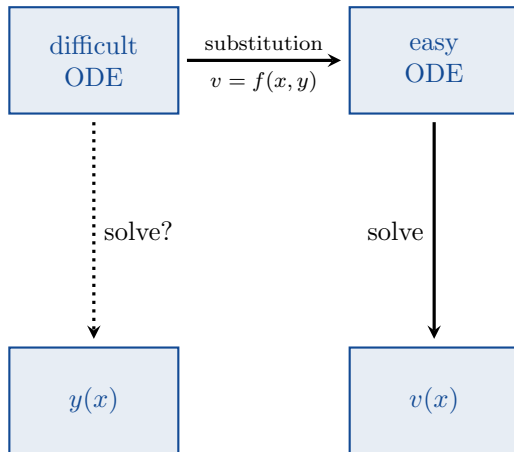 difficult
ODE
substitution
v = f(x, y)
easy
ODE
solve?
solve
y(x)
v(x)